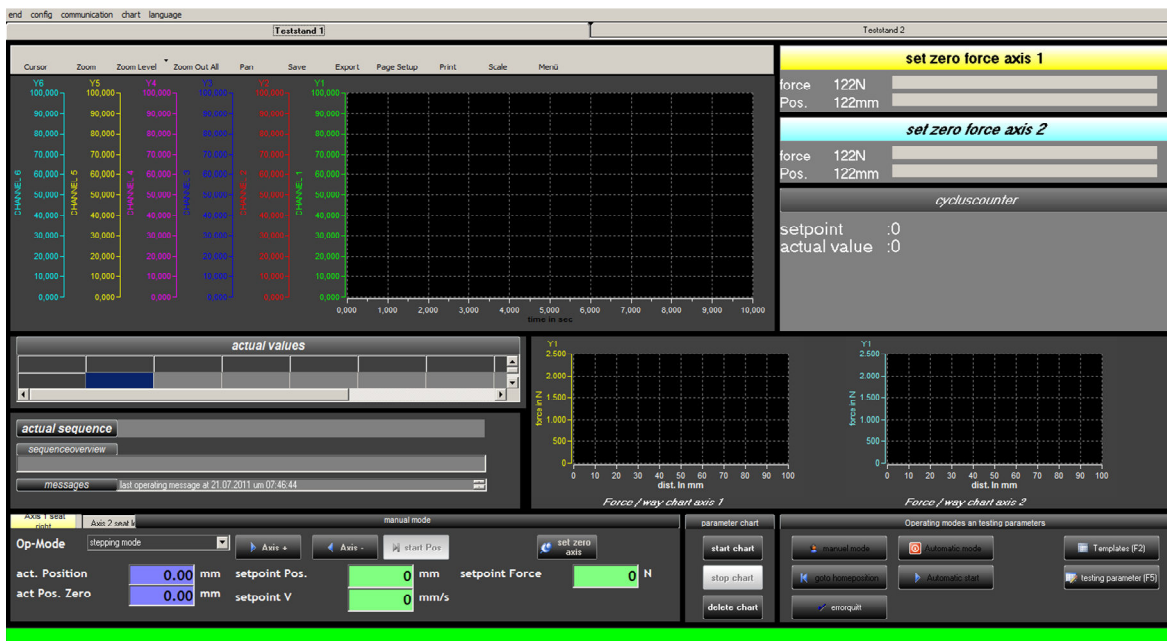 end config communication chart language
Teststand 1 Teststand 2
Cursor Zoom Zoom Level Zoom Out All Pan Save Export Page Setup Print Scale Menü
Y6 Y5 Y4 Y3 Y2 Y1
100,000 100,000 100,000 100,000 100,000 100,000
90,000 90,000 90,000 90,000 90,000 90,000
80,000 80,000 80,000 80,000 80,000 80,000
70,000 70,000 70,000 70,000 70,000 70,000
60,000 60,000 60,000 60,000 60,000 60,000
50,000 50,000 50,000 50,000 50,000 50,000
40,000 40,000 40,000 40,000 40,000 40,000
30,000 30,000 30,000 30,000 30,000 30,000
20,000 20,000 20,000 20,000 20,000 20,000
10,000 10,000 10,000 10,000 10,000 10,000
0,000 0,000 0,000 0,000 0,000 0,000
CHANNEL 6 CHANNEL 5 CHANNEL 4 CHANNEL 3 CHANNEL 2 CHANNEL 1
0,000 1,000 2,000 3,000 4,000 5,000 6,000 7,000 8,000 9,000 10,000
time in sec
set zero force axis 1
force 122N
Pos. 122mm
set zero force axis 2
force 122N
Pos. 122mm
cycluscounter
setpoint :0
actual value :0
actual values
actual sequence
sequenceoverview
messages last operating message at 21.07.2011 um 07:46:44
Y1
2.500
2.000
1.500
1.000
500
0
force in N
0 10 20 30 40 50 60 70 80 90 100
dist. In mm
Force / way chart axis 1
Y1
2.500
2.000
1.500
1.000
500
0
force in N
0 10 20 30 40 50 60 70 80 90 100
dist. In mm
Force / way chart axis 2
Axis 1 seat
right
Axis 2 seat
manual mode
Op-Mode stepping mode Axis + Axis - start Pos set zero
axis
act. Position 0.00 mm setpoint Pos. 0 mm setpoint Force 0 N
act Pos. Zero 0.00 mm setpoint V 0 mm/s
parameter chart
start chart
stop chart
delete chart
Operating modes an testing parameters
manual mode Automatic mode Templates (F2)
goto homeposition Automatic start testing parameter (F5)
errorquitt